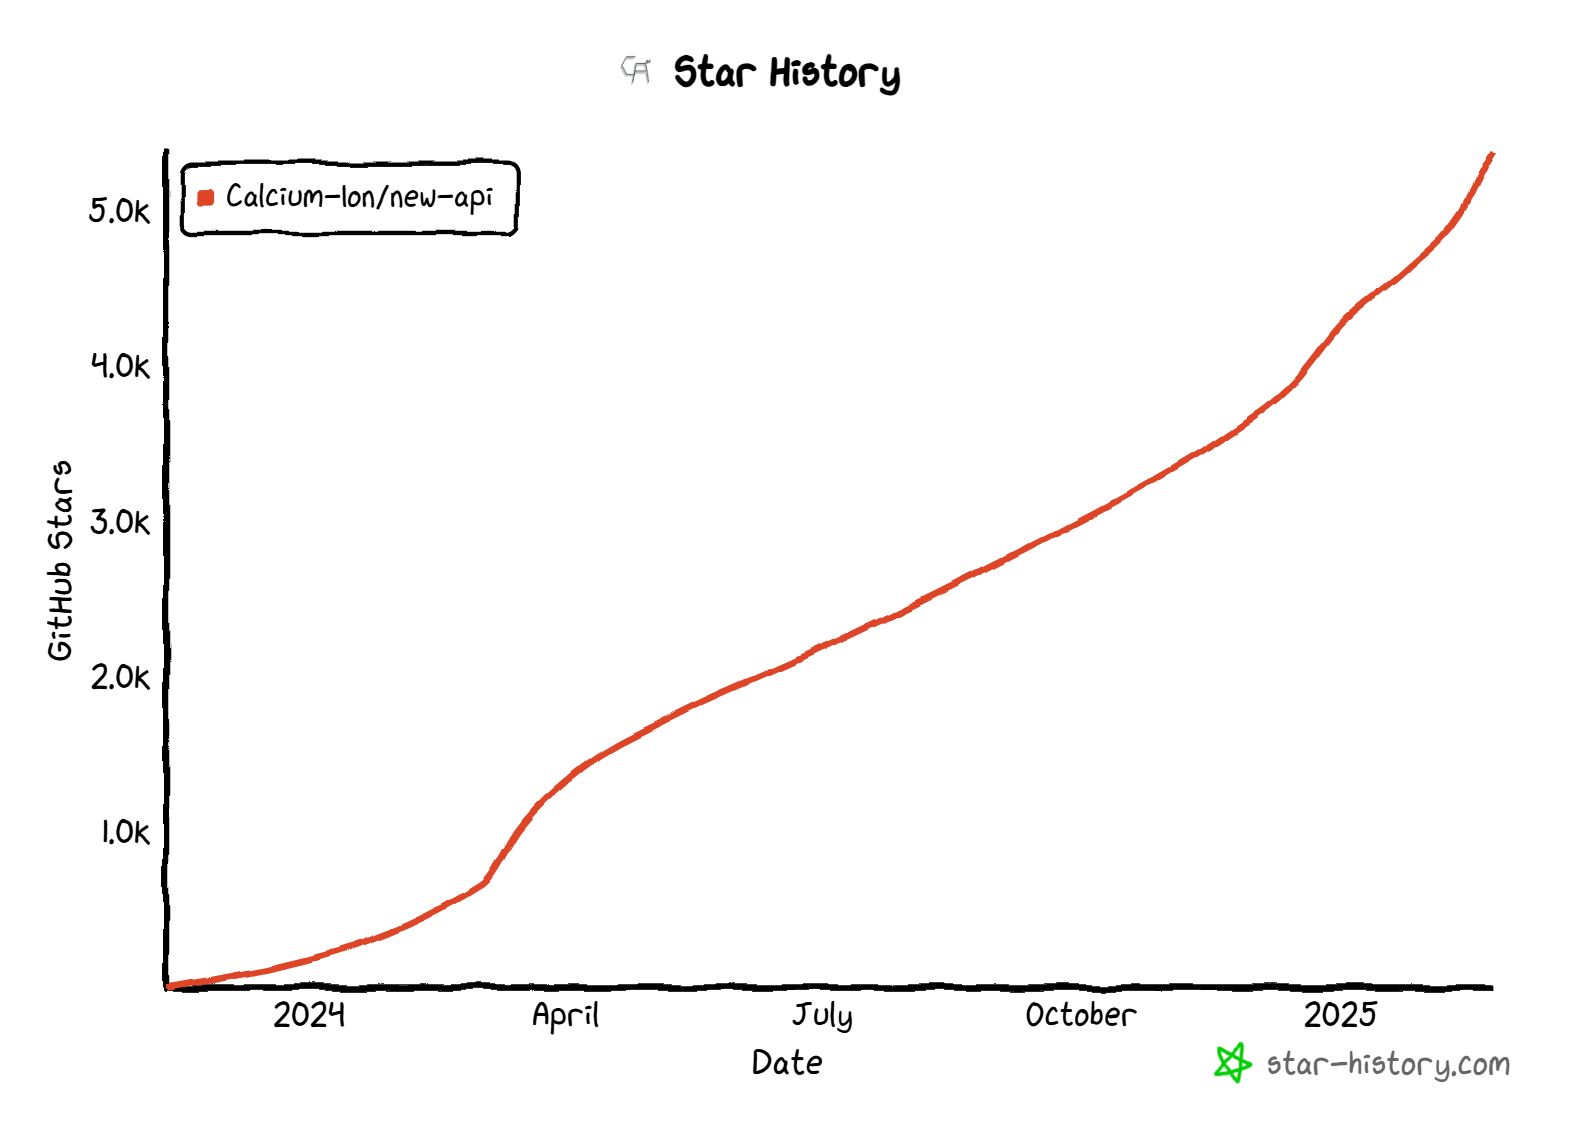 Star History
Calcium-Ion/new-api
5.0K
4.0K
3.0K
2.0K
1.0K
GitHub Stars
2024 April July October 2025
Date
star-history.com